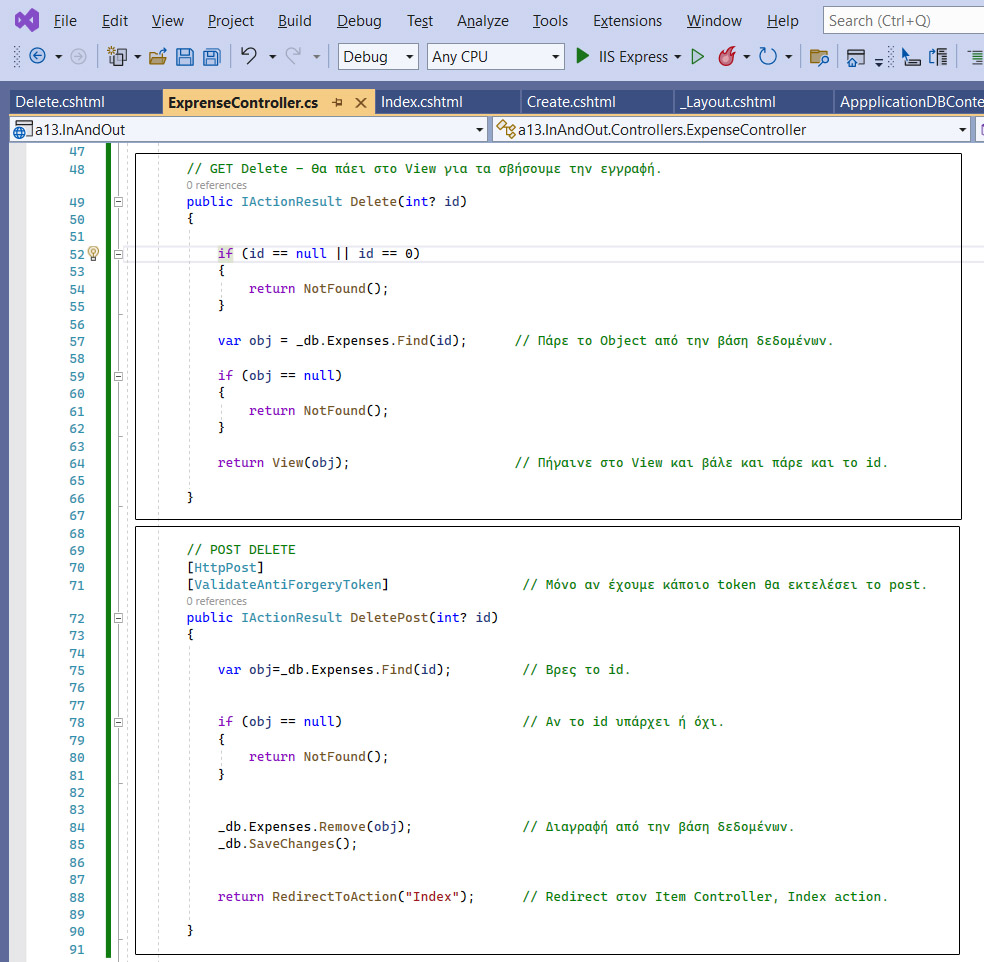 File Edit View Project Build Debug Test Analyze Tools Extensions Window Help Search (Ctrl+Q)
Debug Any CPU IIS Express
Delete.cshtml ExprenseController.cs Index.cshtml Create.cshtml _Layout.cshtml AppplicationDBConte
a13.InAndOut a13.InAndOut.Controllers.ExpenseController
47
48 // GET Delete - Θα πάει στο View για τα σβήσουμε την εγγραφή.
0 references
49 public IActionResult Delete(int? id)
50 {
51
52 if (id == null || id == 0)
53 {
54 return NotFound();
55 }
56
57 var obj = _db.Expenses.Find(id); // Πάρε το Object από την βάση δεδομένων.
58
59 if (obj == null)
60 {
61 return NotFound();
62 }
63
64 return View(obj); // Πήγαινε στο View και βάλε και πάρε και το id.
65
66 }
67
68
69 // POST DELETE
70 [HttpPost]
71 [ValidateAntiForgeryToken] // Μόνο αν έχουμε κάποιο token θα εκτελέσει το post.
0 references
72 public IActionResult DeletePost(int? id)
73 {
74
75 var obj=_db.Expenses.Find(id); // Βρες το id.
76
77
78 if (obj == null) // Αν το id υπάρχει ή όχι.
79 {
80 return NotFound();
81 }
82
83
84 _db.Expenses.Remove(obj); // Διαγραφή από την βάση δεδομένων.
85 _db.SaveChanges();
86
87
88 return RedirectToAction("Index"); // Redirect στον Item Controller, Index action.
89
90 }
91